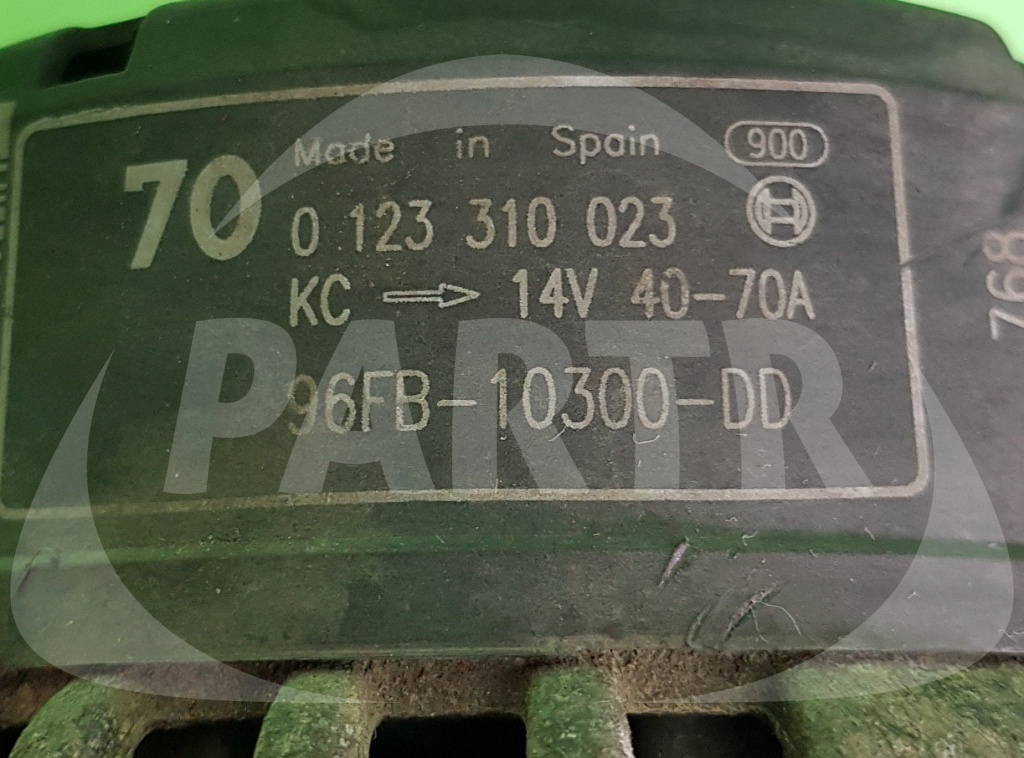 Made in Spain 900
70
0 123 310 023
KC → 14V 40-70A
96FB-10300-DD
768
PARTR